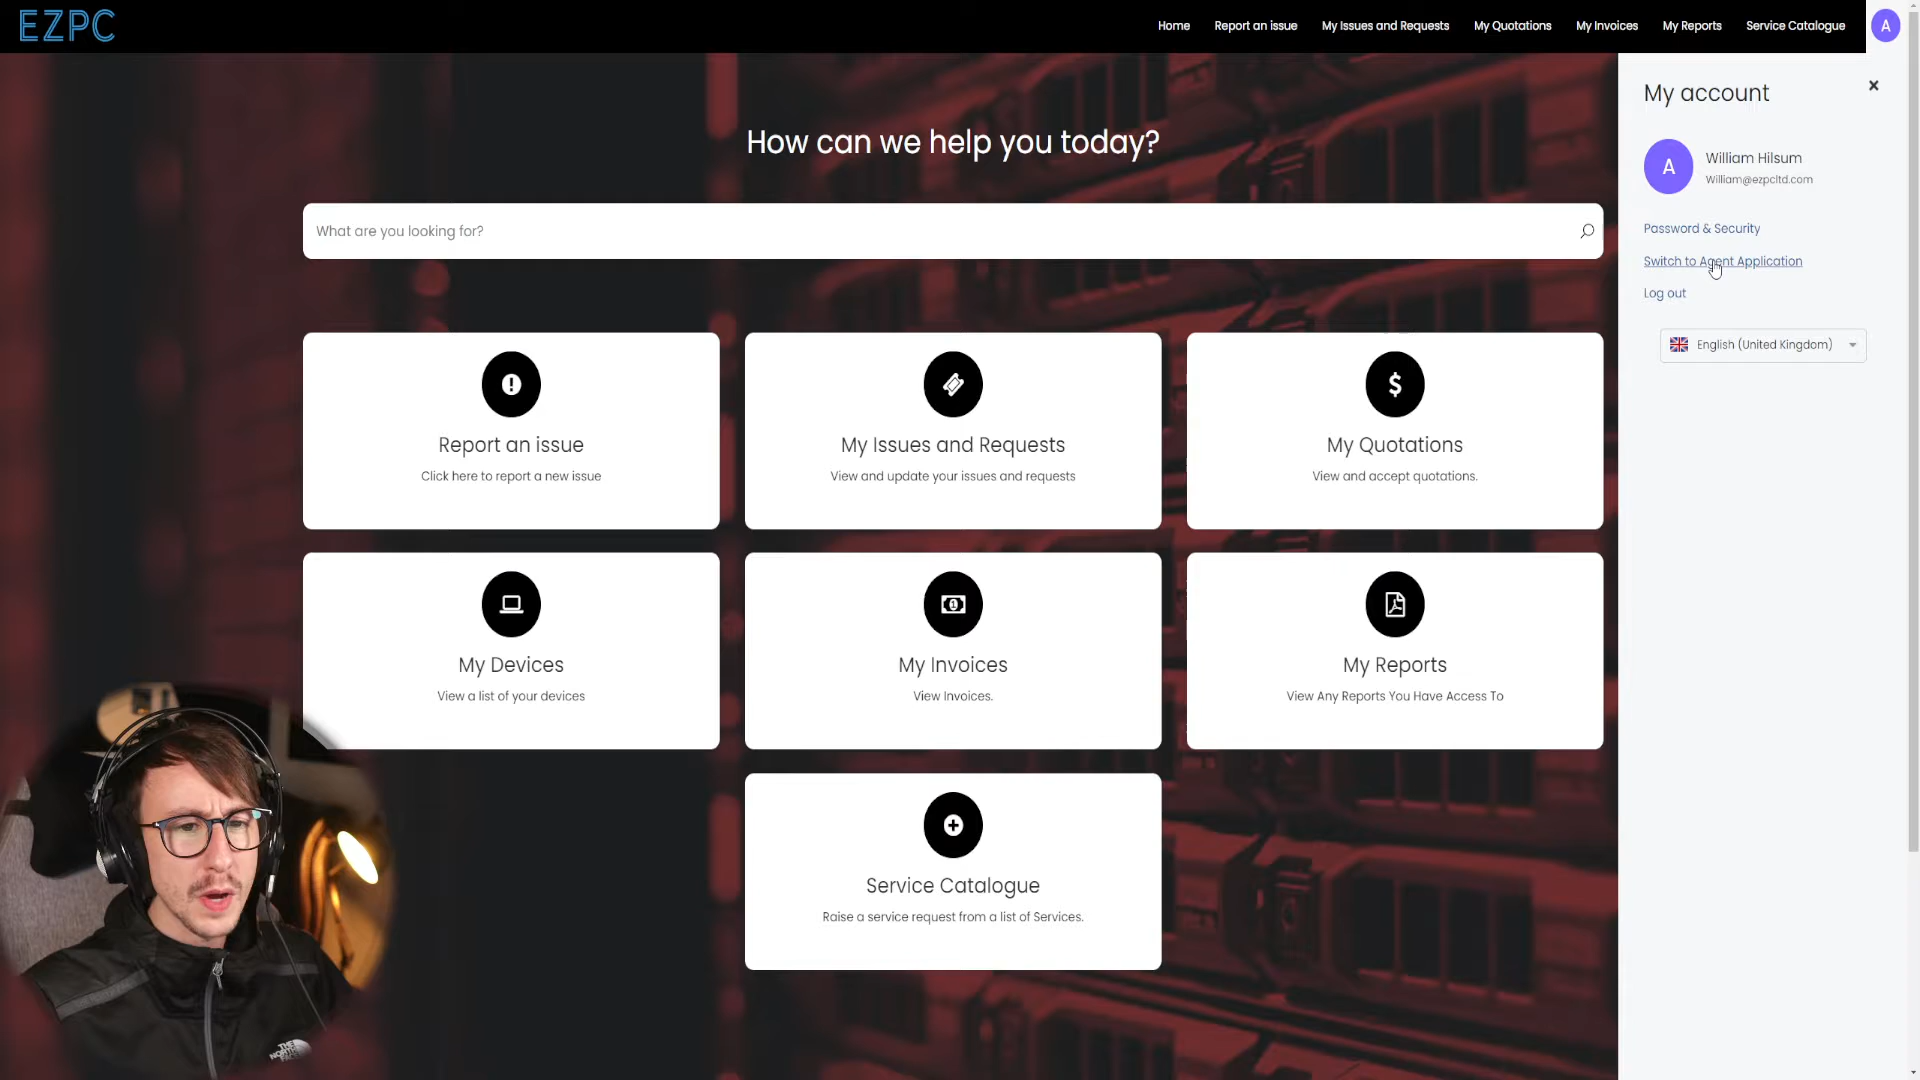 EZPC
Home
Report an issue
My Issues and Requests
My Quotations
My Invoices
My Reports
Service Catalogue
A
My account
×
A
William Hilsum
William@ezpcltd.com
Password & Security
Switch to Agent Application
Log out
English (United Kingdom)
How can we help you today?
What are you looking for?
Report an issue
Click here to report a new issue
My Issues and Requests
View and update your issues and requests
$
My Quotations
View and accept quotations.
My Devices
View a list of your devices
My Invoices
View Invoices.
My Reports
View Any Reports You Have Access To
Service Catalogue
Raise a service request from a list of Services.
THE
NORTH
FACE